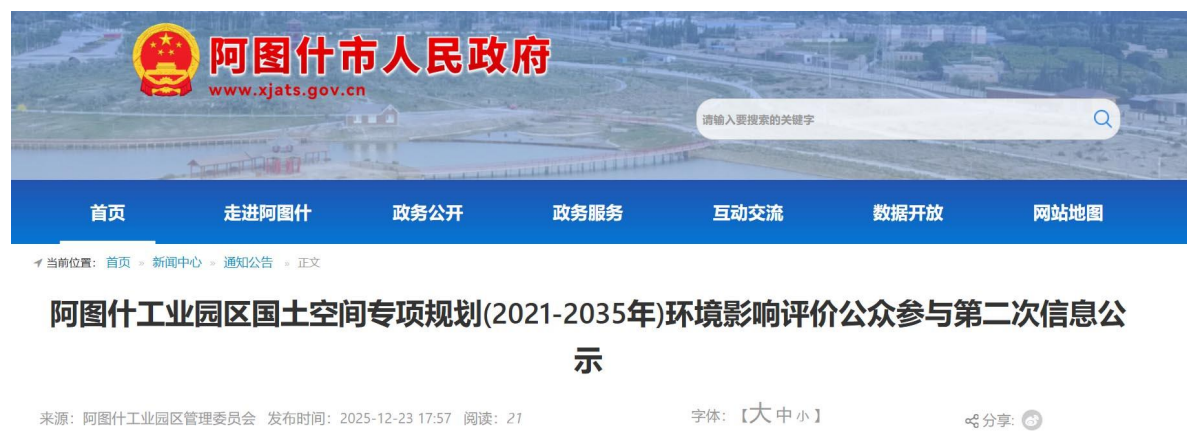 阿图什市人民政府
www.xjats.gov.cn
请输入要搜索的关键字
首页 走进阿图什 政务公开 政务服务 互动交流 数据开放 网站地图
当前位置: 首页 » 新闻中心 » 通知公告 » 正文
阿图什工业园区国土空间专项规划(2021-2035年)环境影响评价公众参与第二次信息公
示
来源: 阿图什工业园区管理委员会 发布时间: 2025-12-23 17:57 阅读: 21 字体: 【大 中 小】 分享: